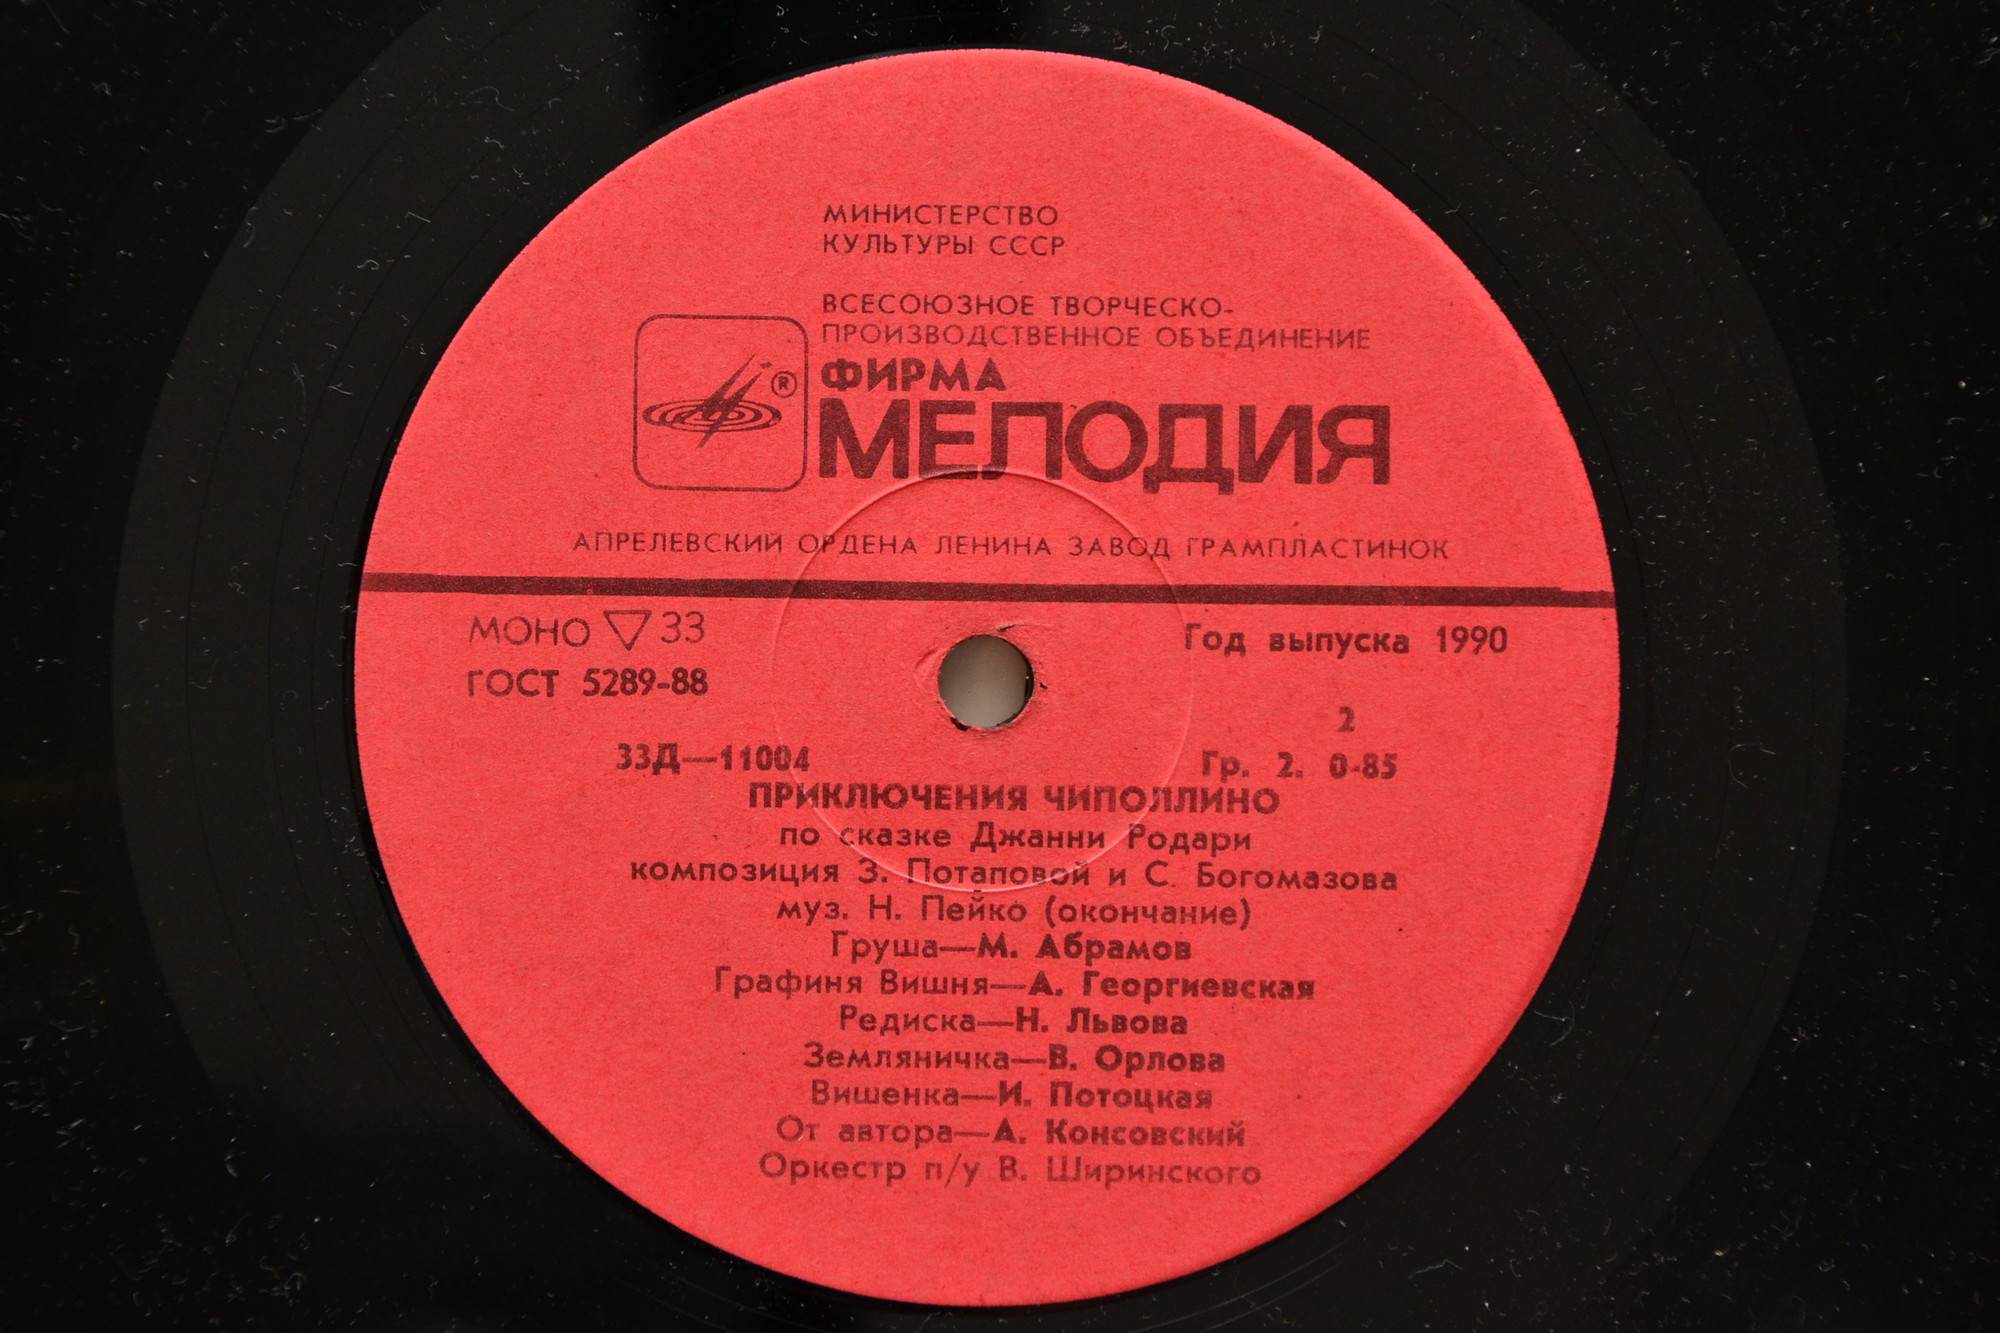 МИНИСТЕРСТВО
КУЛЬТУРЫ СССР
ВСЕСОЮЗНОЕ ТВОРЧЕСКО-
ПРОИЗВОДСТВЕННОЕ ОБЪЕДИНЕНИЕ
ФИРМА
®
МЕЛОДИЯ
АПРЕЛЕВСКИЙ ОРДЕНА ЛЕНИНА ЗАВОД ГРАМПЛАСТИНОК
МОНО ▽ 33
Год выпуска 1990
ГОСТ 5289-88
2
33Д—11004
Гр. 2. 0-85
ПРИКЛЮЧЕНИЯ ЧИПОЛЛИНО
по сказке Джанни Родари
композиция З. Потаповой и С. Богомазова
муз. Н. Пейко (окончание)
Груша—М. Абрамов
Графиня Вишня—А. Георгиевская
Редиска—Н. Львова
Земляничка—В. Орлова
Вишенка—И. Потоцкая
От автора—А. Консовский
Оркестр п/у В. Ширинского